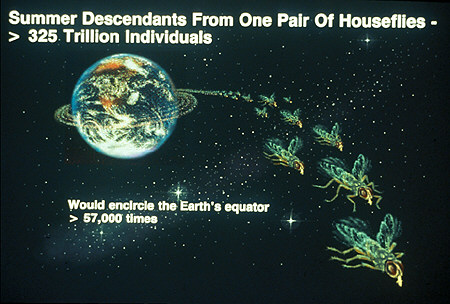 Summer Descendants From One Pair Of Houseflies -
> 325 Trillion Individuals
Would encircle the Earth's equator
> 57,000 times